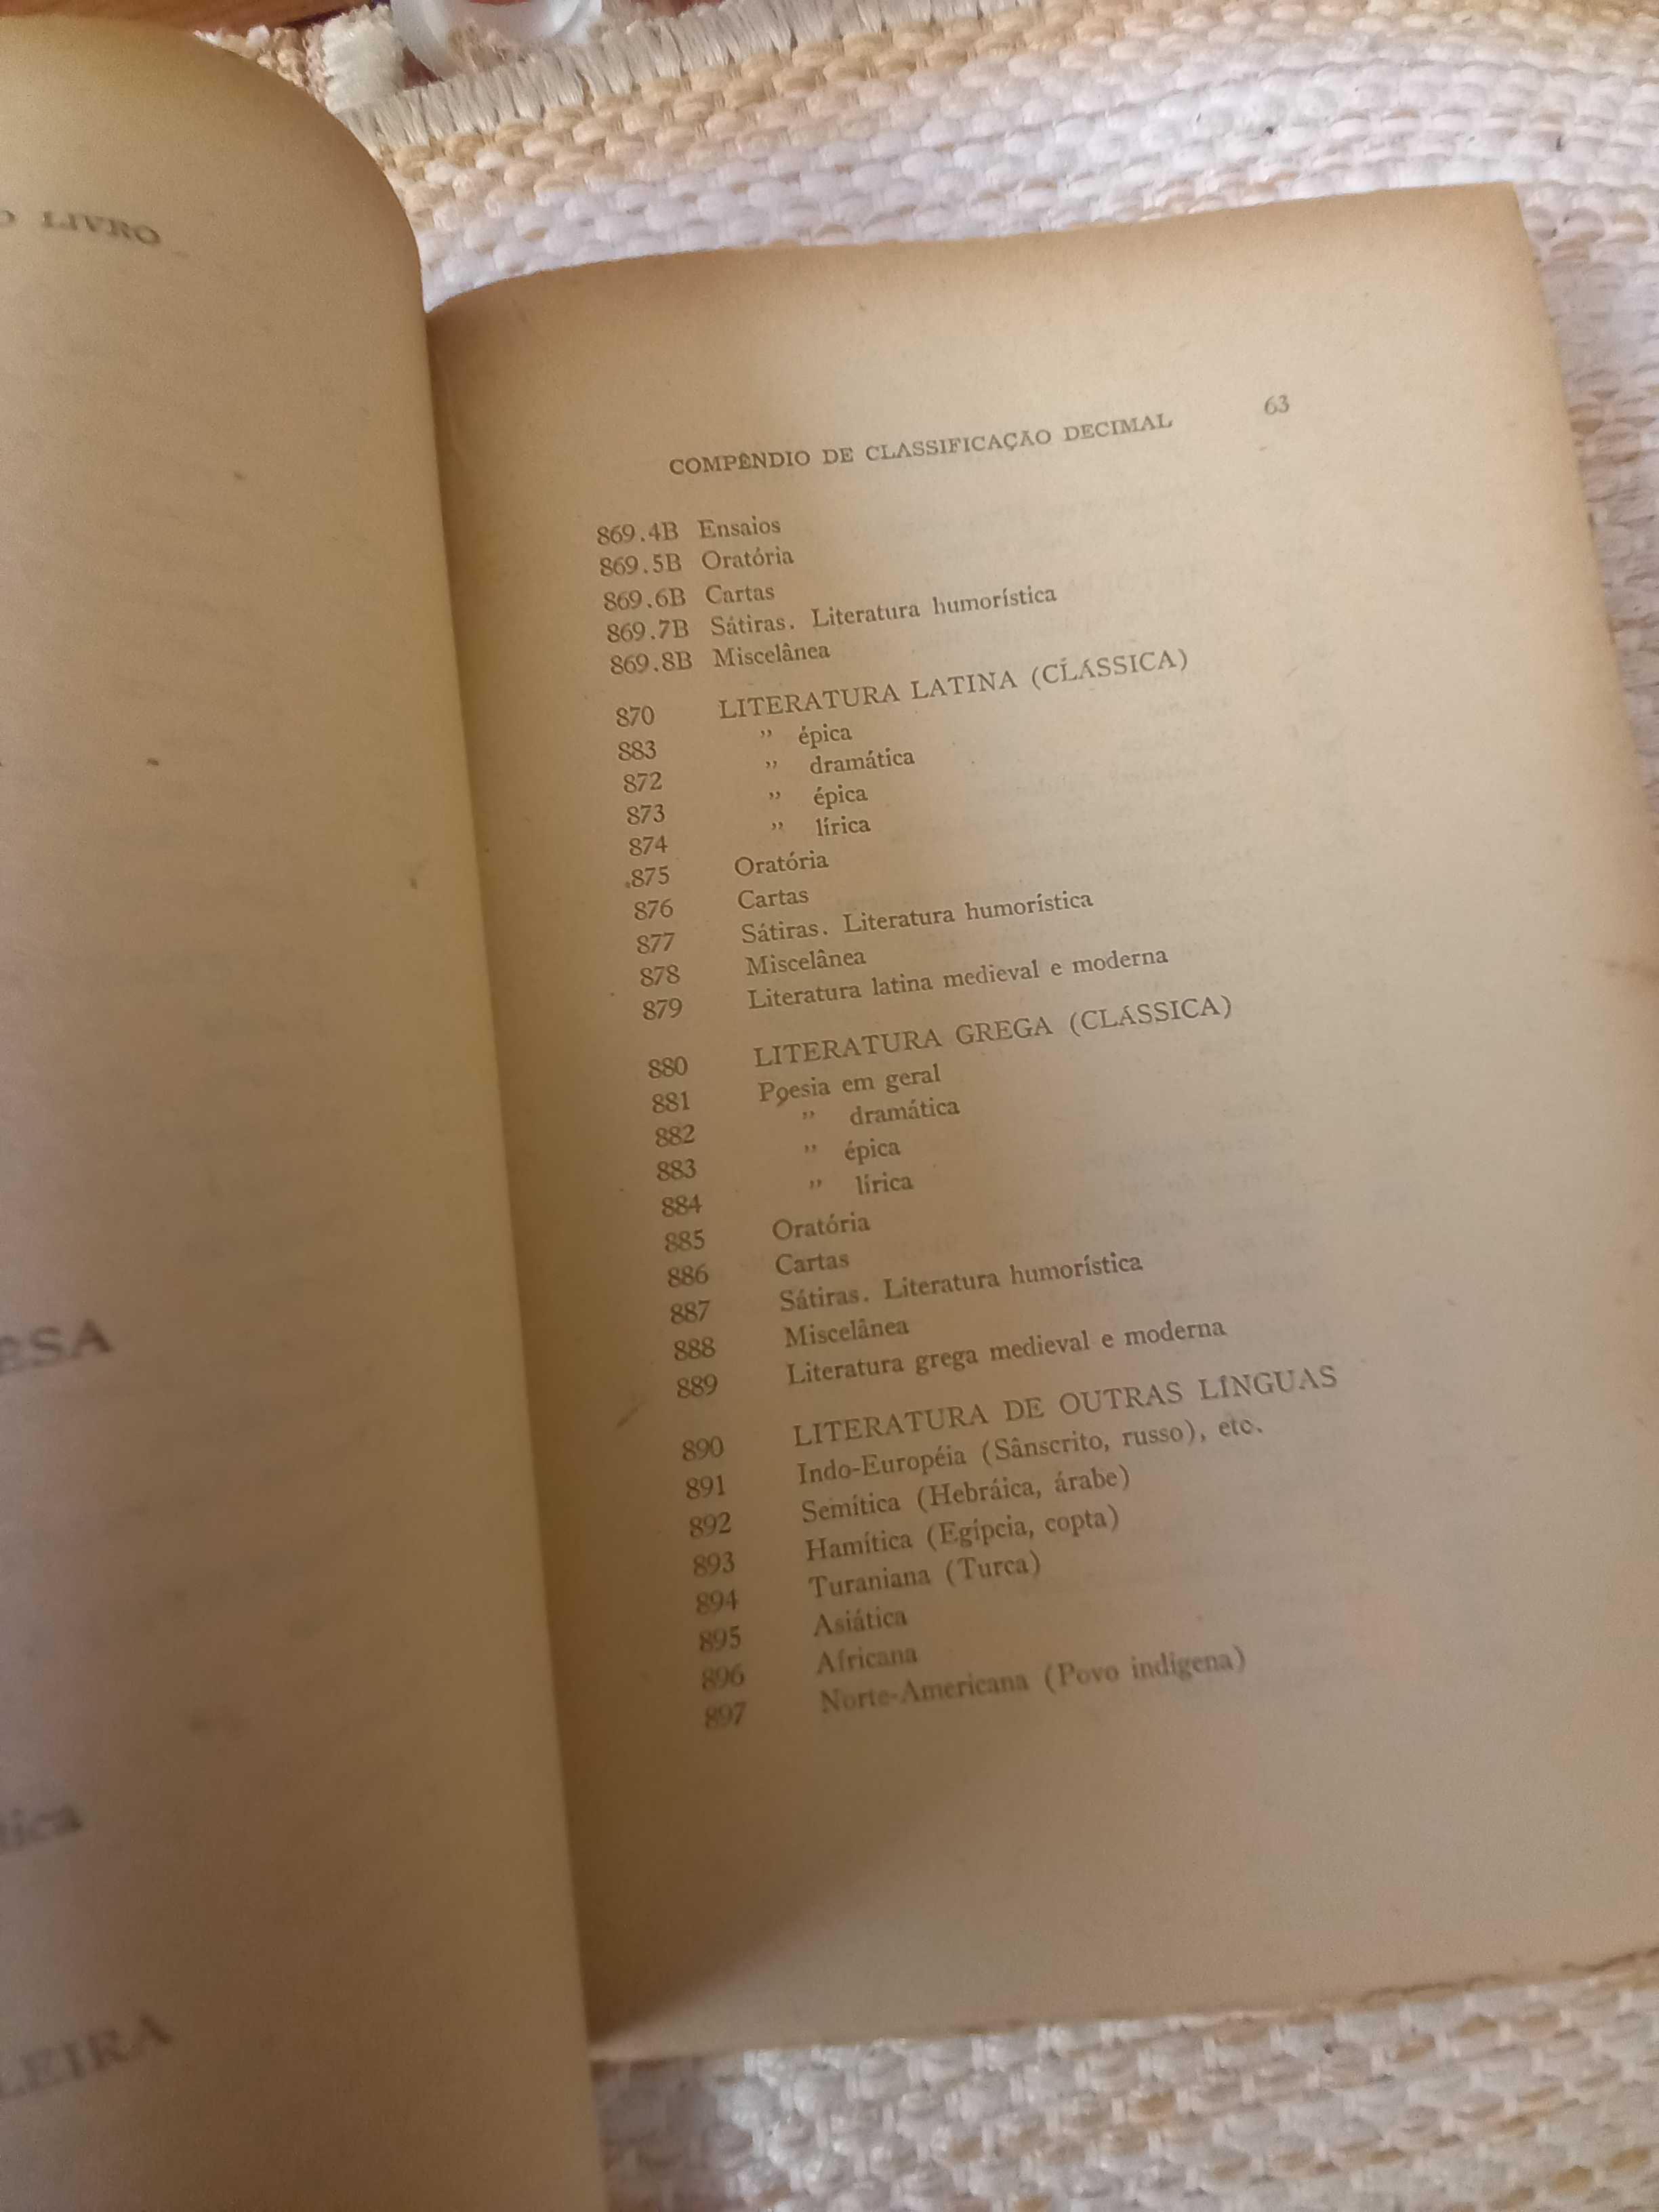 LIVRO
ESA
tica
LEIRA
COMPÊNDIO DE CLASSIFICAÇÃO DECIMAL 63
869.4B Ensaios
869.5B Oratória
869.6B Cartas
869.7B Sátiras. Literatura humorística
869.8B Miscelânea
870 LITERATURA LATINA (CLÁSSICA)
883 ” épica
872 ” dramática
873 ” épica
874 ” lírica
875 Oratória
876 Cartas
877 Sátiras. Literatura humorística
878 Miscelânea
879 Literatura latina medieval e moderna
880 LITERATURA GREGA (CLÁSSICA)
881 Poesia em geral
882 ” dramática
883 ” épica
884 ” lírica
885 Oratória
886 Cartas
887 Sátiras. Literatura humorística
888 Miscelânea
889 Literatura grega medieval e moderna
890 LITERATURA DE OUTRAS LÍNGUAS
891 Indo-Européia (Sânscrito, russo), etc.
892 Semítica (Hebráica, árabe)
893 Hamítica (Egípcia, copta)
894 Turaniana (Turca)
895 Asiática
896 Africana
897 Norte-Americana (Povo indígena)